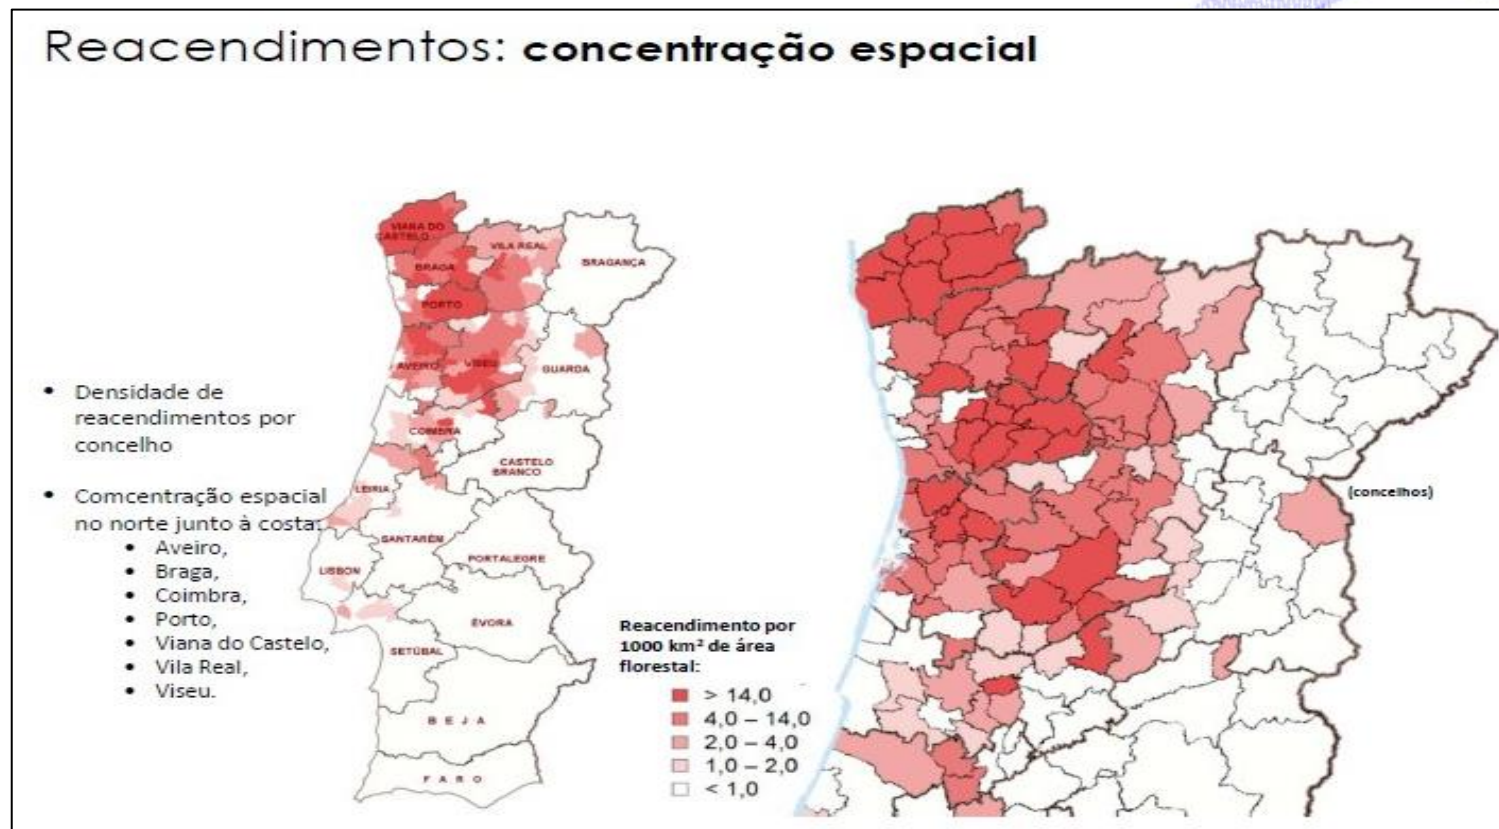 Reacendimentos: concentração espacial
VIANA DO
CASTELO
VILA REAL
BRAGANÇA
BRAGA
PORTO
AVEIRO
VISEU
GUARDA
COIMBRA
CASTELO
BRANCO
LEIRIA
SANTARÉM
PORTALEGRE
LISBON
ÉVORA
SETÚBAL
BEJA
FARO
• Densidade de
reacendimentos por
concelho
• Comcentração espacial
no norte junto à costa:
• Aveiro,
• Braga,
• Coimbra,
• Porto,
• Viana do Castelo,
• Vila Real,
• Viseu.
Reacendimento por
1000 km² de área
florestal:
> 14,0
4,0 – 14,0
2,0 – 4,0
1,0 – 2,0
< 1,0
(concelhos)